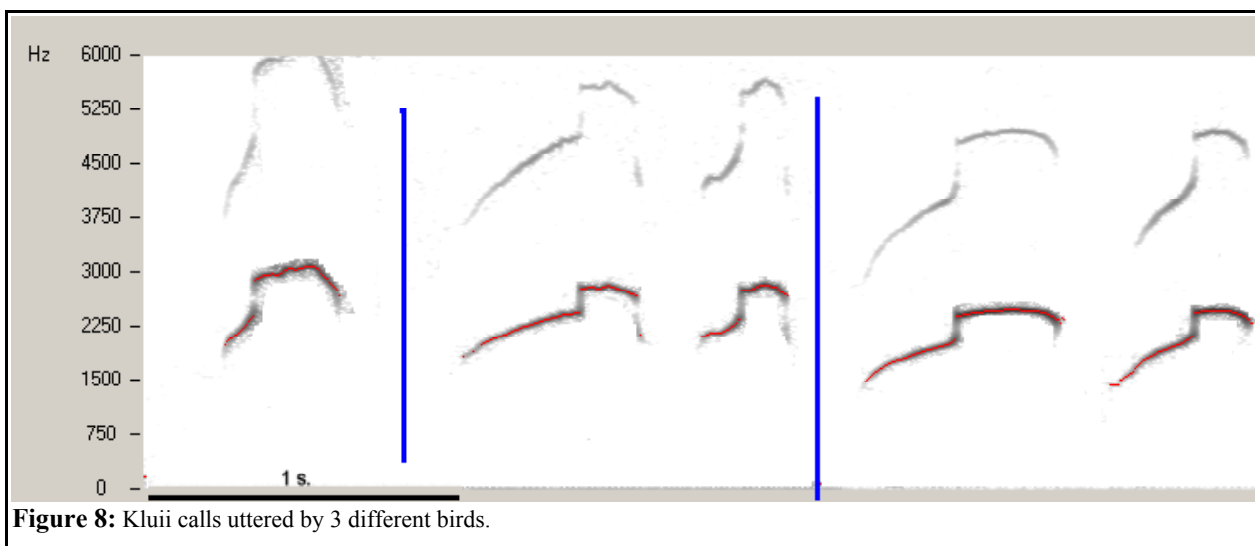 Hz 6000 –
5250 –
4500 –
3750 –
3000 –
2250 –
1500 –
750 –
0 –
1 s.
Figure 8: Kluii calls uttered by 3 different birds.